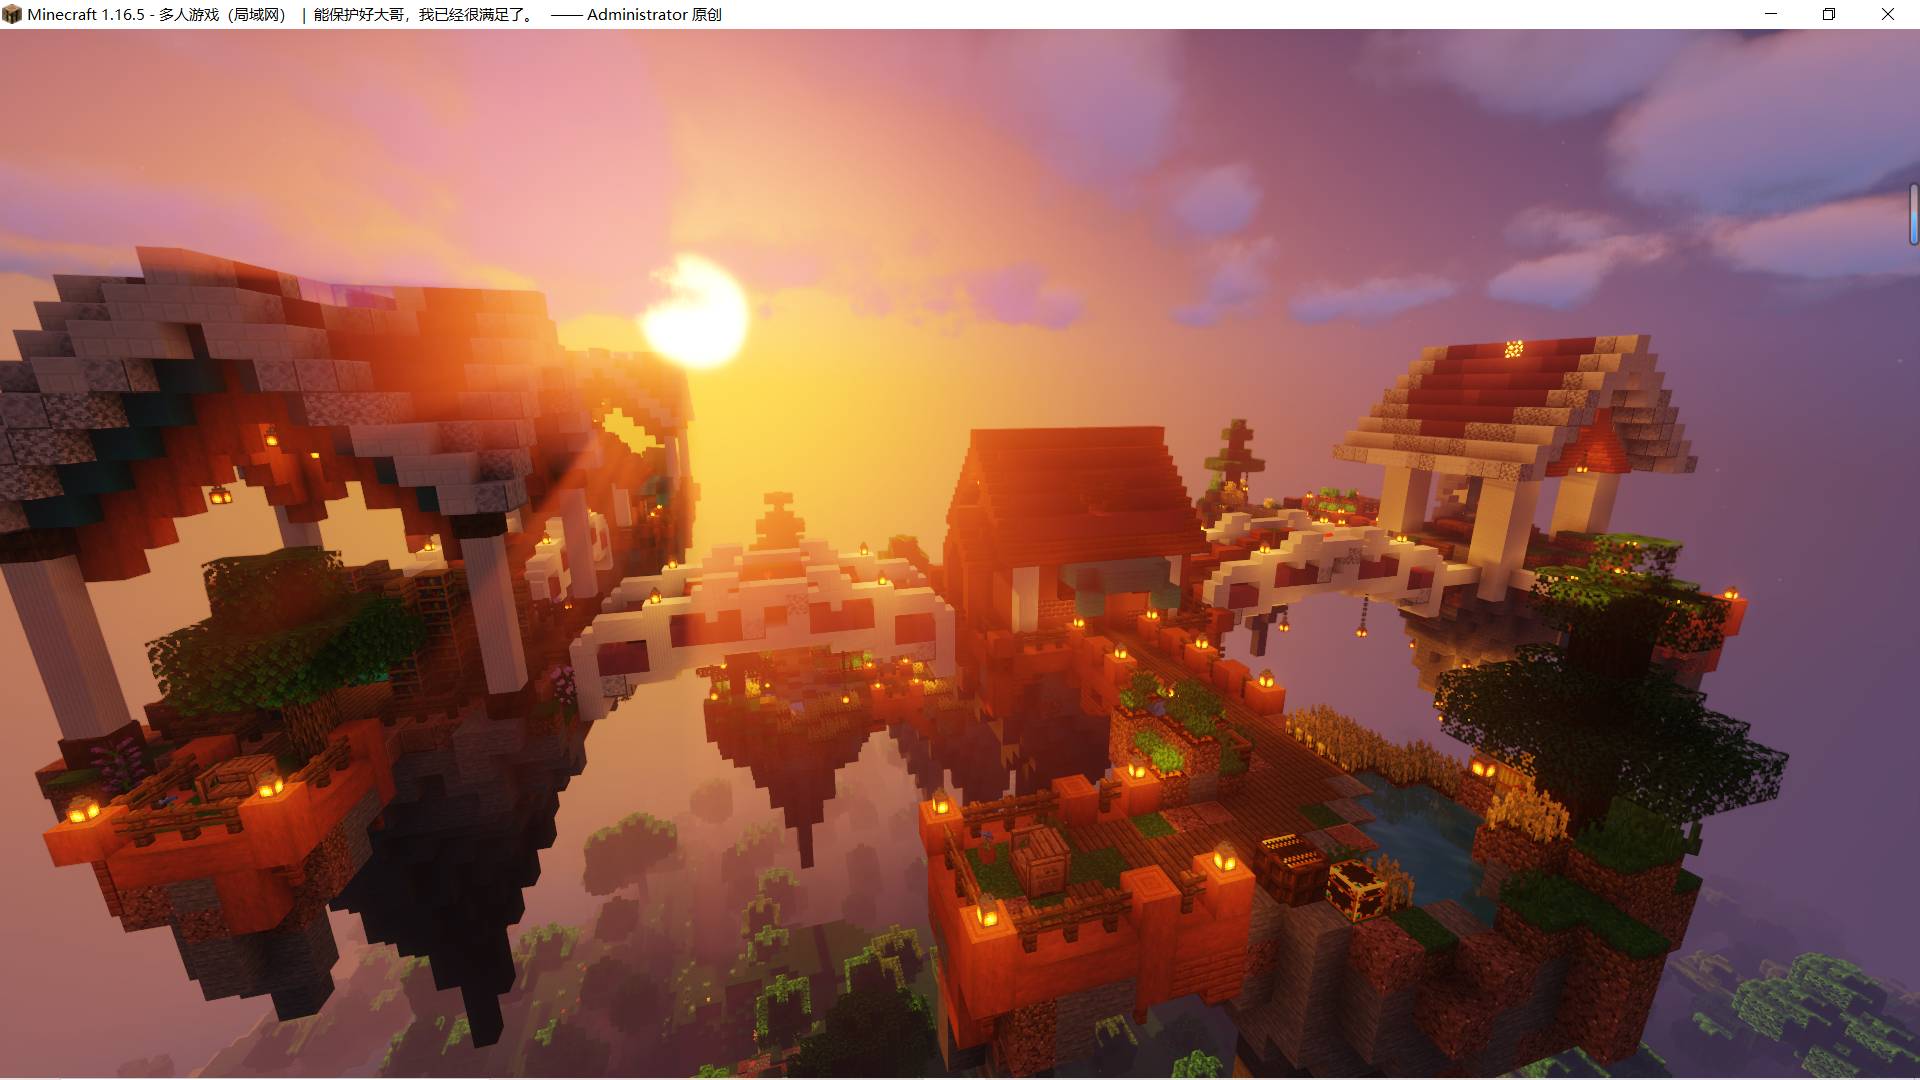 Minecraft 1.16.5 - 多人游戏（局域网） | 能保护好大哥，我已经很满足了。 —— Administrator 原创